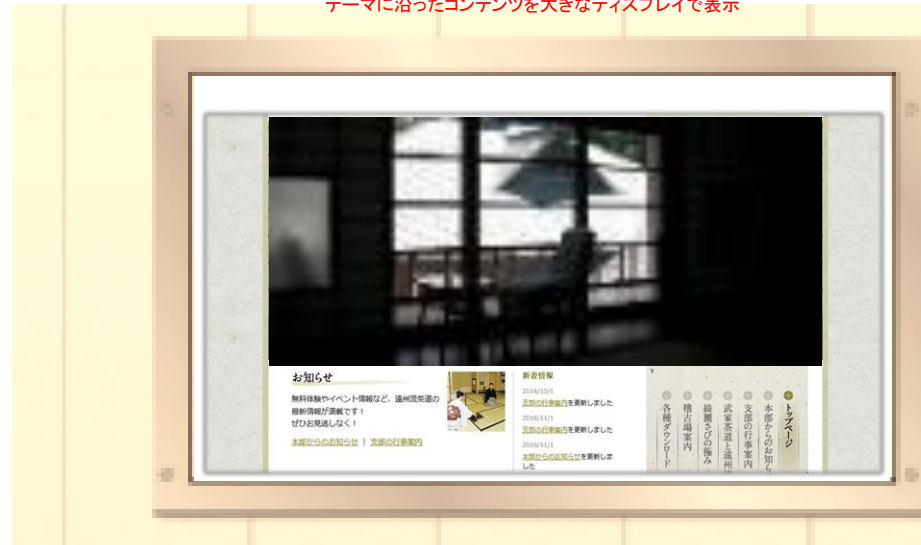 テーマに沿ったコンテンツを大きなディスプレイで表示
お知らせ
無料体験やイベント情報など、遠州流茶道の
最新情報が満載です！
ぜひお見逃しなく！
本部からのお知らせ | 支部の行事案内
新着情報
2016/12/1
支部の行事案内を更新しました
2016/11/1
支部の行事案内を更新しました
2016/11/1
本部からのお知らせを更新しま
した
トップページ
本部からのお知ら
支部の行事案内
武家茶道と遠州
綺麗さびの極み
稽古場案内
各種ダウンロード